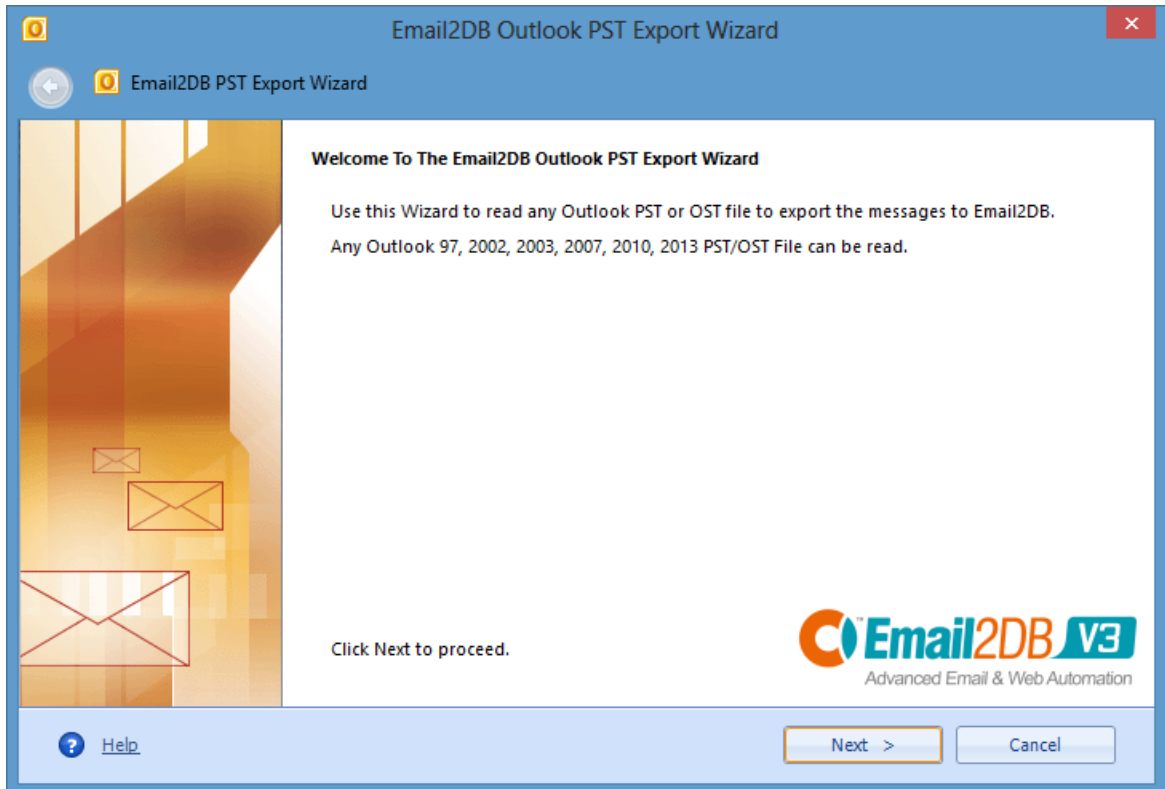 Email2DB Outlook PST Export Wizard
Email2DB PST Export Wizard
Welcome To The Email2DB Outlook PST Export Wizard
Use this Wizard to read any Outlook PST or OST file to export the messages to Email2DB.
Any Outlook 97, 2002, 2003, 2007, 2010, 2013 PST/OST File can be read.
Click Next to proceed.
™Email2DB V3
Advanced Email & Web Automation
? Help
Next >
Cancel